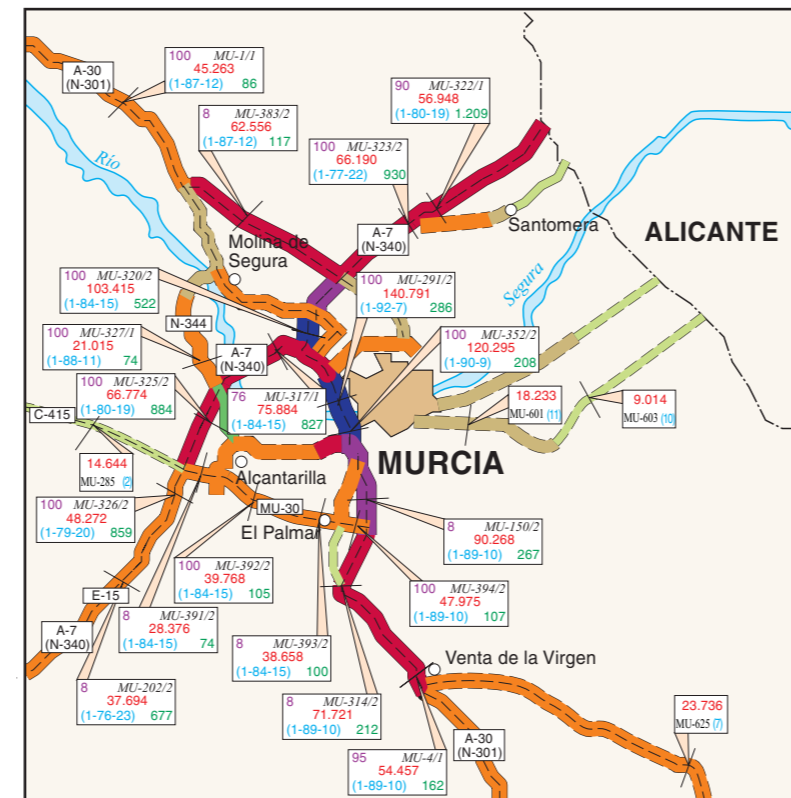 100 MU-1/1
45.263
(1-87-12) 86
A-30
(N-301)
8 MU-383/2
62.556
(1-87-12) 117
90 MU-322/1
56.948
(1-80-19) 1.209
100 MU-323/2
66.190
(1-77-22) 930
Río
A-7
(N-340)
Santomera
ALICANTE
Molina de
Segura
Segura
100 MU-320/2
103.415
(1-84-15) 522
100 MU-291/2
140.791
(1-92-7) 286
N-344
100 MU-327/1
21.015
(1-88-11) 74
A-7
(N-340)
100 MU-352/2
120.295
(1-90-9) 208
100 MU-325/2
66.774
(1-80-19) 884
76 MU-317/1
75.884
(1-84-15) 827
18.233
MU-601 (11)
9.014
MU-603 (10)
C-415
14.644
MU-285 (2)
MURCIA
Alcantarilla
100 MU-326/2
48.272
(1-79-20) 859
MU-30
El Palmar
8 MU-150/2
90.268
(1-89-10) 267
100 MU-392/2
39.768
(1-84-15) 105
100 MU-394/2
47.975
(1-89-10) 107
E-15
8 MU-391/2
28.376
(1-84-15) 74
A-7
(N-340)
8 MU-393/2
38.658
(1-84-15) 100
Venta de la Virgen
8 MU-202/2
37.694
(1-76-23) 677
8 MU-314/2
71.721
(1-89-10) 212
23.736
MU-625 (7)
A-30
(N-301)
95 MU-4/1
54.457
(1-89-10) 162